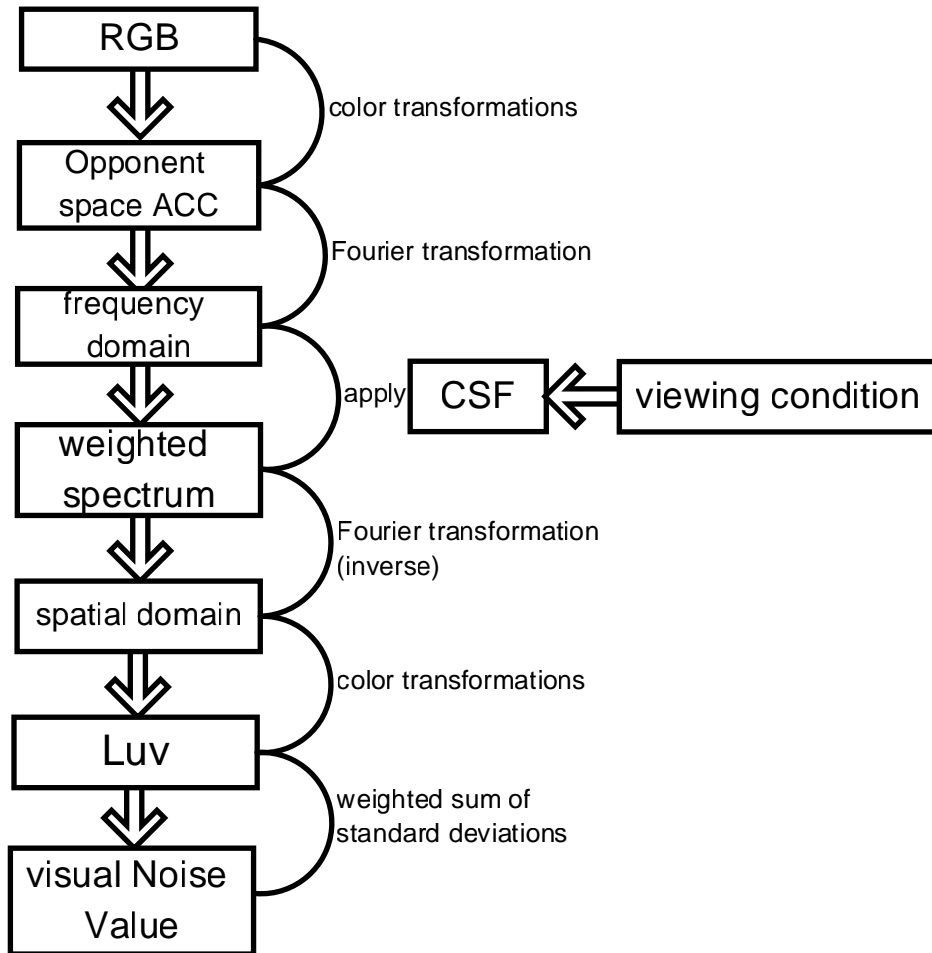 RGB
color transformations
Opponent
space ACC
Fourier transformation
frequency
domain
apply
CSF
viewing condition
weighted
spectrum
Fourier transformation
(inverse)
spatial domain
color transformations
Luv
weighted sum of
standard deviations
visual Noise
Value